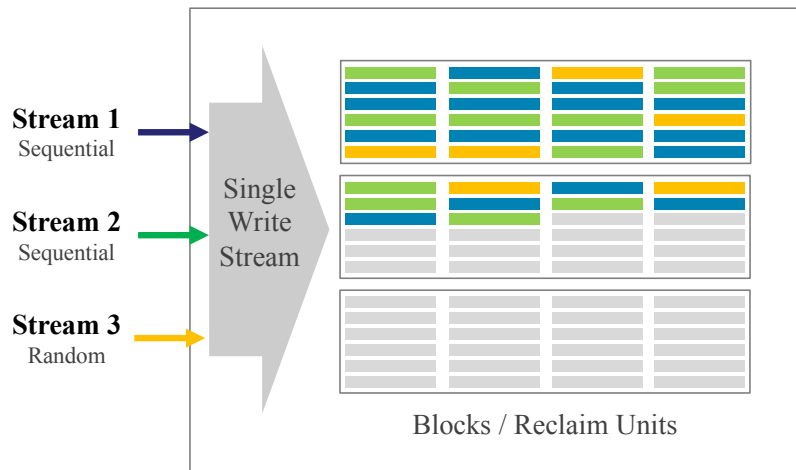 Stream 1
Sequential
Stream 2
Sequential
Stream 3
Random
Single
Write
Stream
Blocks / Reclaim Units